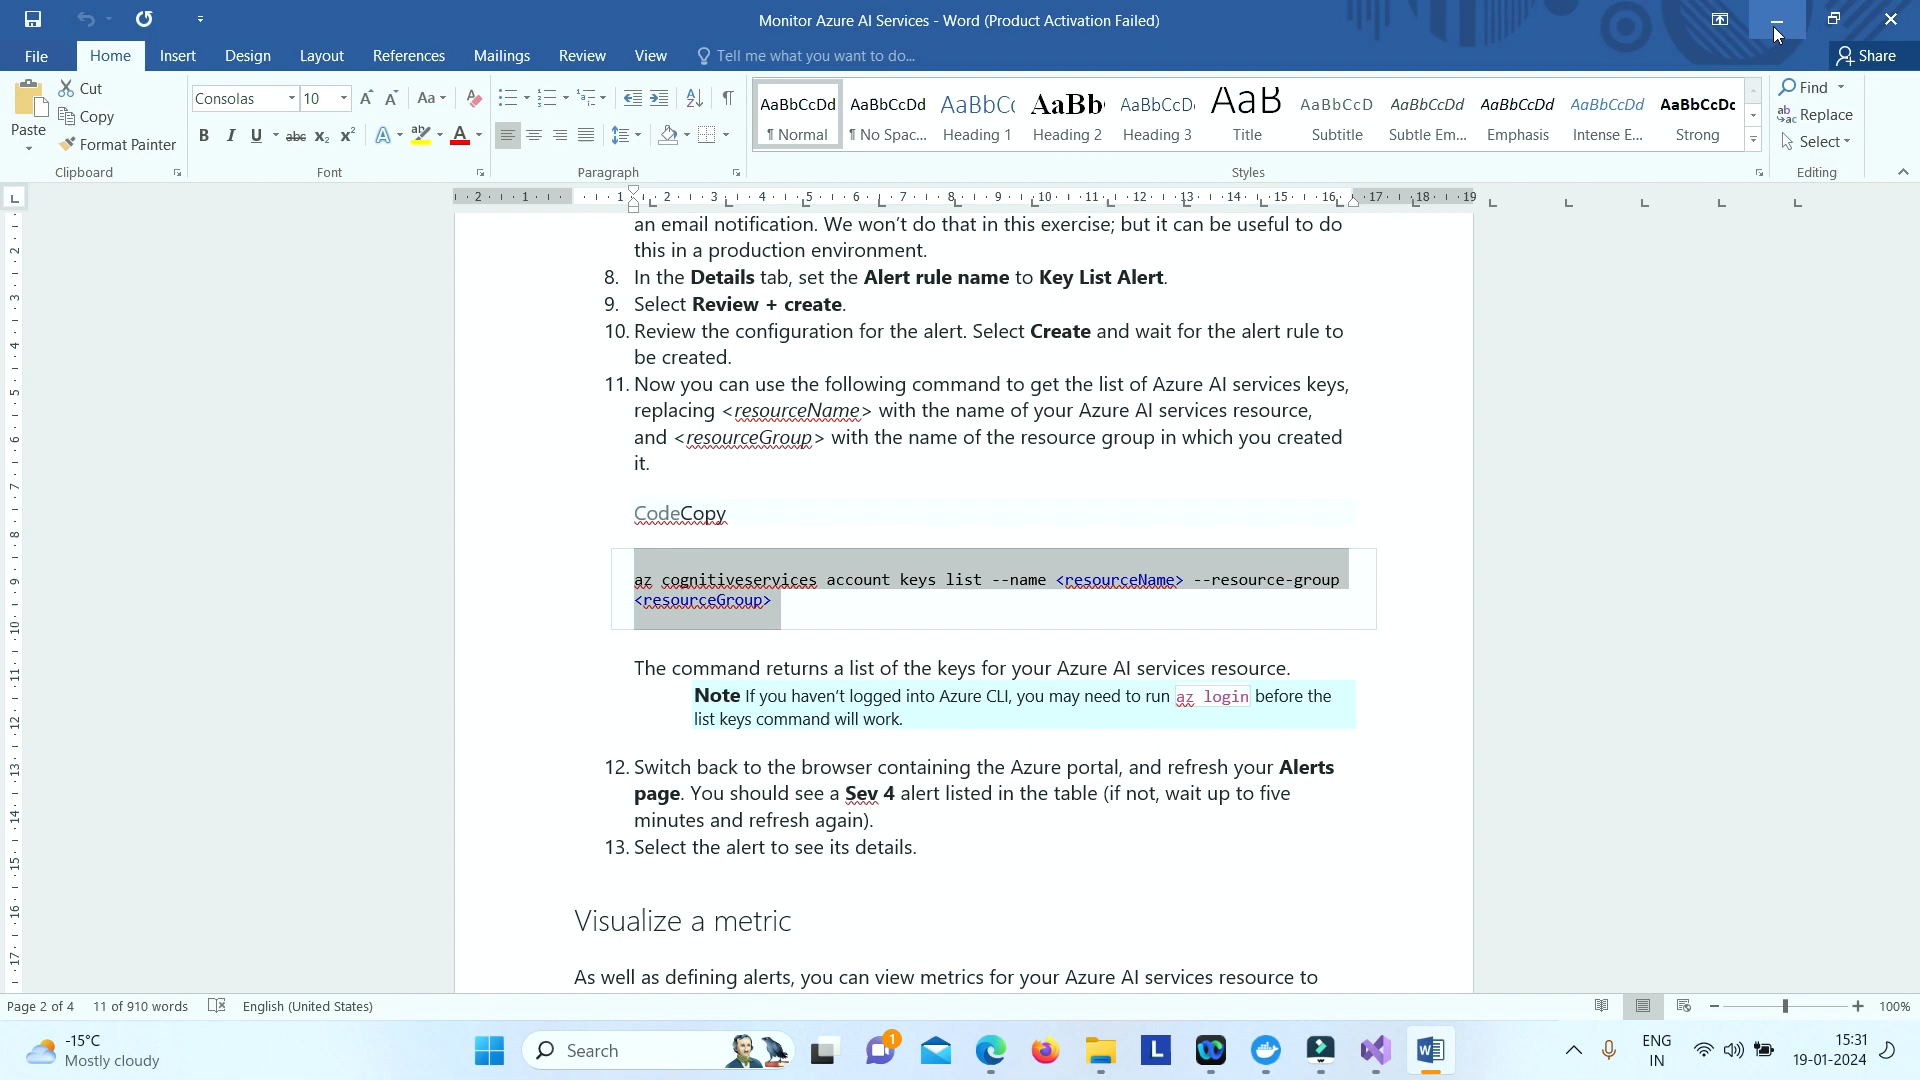 Monitor Azure AI Services - Word (Product Activation Failed)
File Home Insert Design Layout References Mailings Review View Tell me what you want to do... Share
Paste
Cut
Copy
Format Painter
Clipboard
Consolas 10
Font
Paragraph
AaBbCcDd AaBbCcDd AaBbCc AaBb AaBbCcD AaB AaBbCcD AaBbCcDd AaBbCcDd AaBbCcDd AaBbCcDc
¶ Normal ¶ No Spac... Heading 1 Heading 2 Heading 3 Title Subtitle Subtle Em... Emphasis Intense E... Strong
Styles
Find
Replace
Select
Editing
an email notification. We won’t do that in this exercise; but it can be useful to do
this in a production environment.
8. In the Details tab, set the Alert rule name to Key List Alert.
9. Select Review + create.
10. Review the configuration for the alert. Select Create and wait for the alert rule to
be created.
11. Now you can use the following command to get the list of Azure AI services keys,
replacing <resourceName> with the name of your Azure AI services resource,
and <resourceGroup> with the name of the resource group in which you created
it.
CodeCopy
az cognitiveservices account keys list --name <resourceName> --resource-group
<resourceGroup>
The command returns a list of the keys for your Azure AI services resource.
Note If you haven’t logged into Azure CLI, you may need to run az login before the
list keys command will work.
12. Switch back to the browser containing the Azure portal, and refresh your Alerts
page. You should see a Sev 4 alert listed in the table (if not, wait up to five
minutes and refresh again).
13. Select the alert to see its details.
Visualize a metric
As well as defining alerts, you can view metrics for your Azure AI services resource to
Page 2 of 4 11 of 910 words English (United States) 100%
-15°C
Mostly cloudy
Search
1
ENG
IN
15:31
19-01-2024